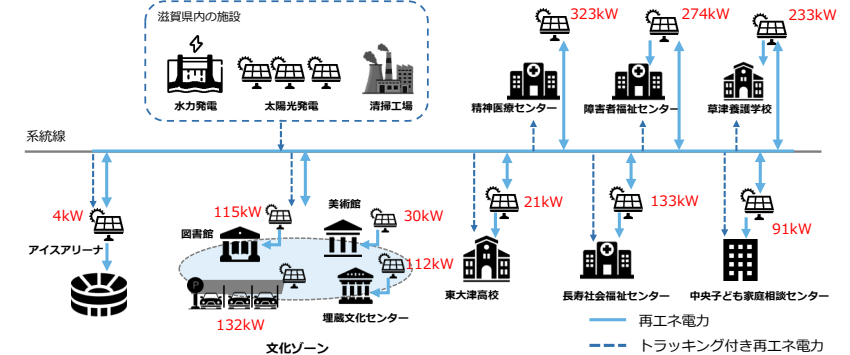 滋賀県内の施設
水力発電
太陽光発電
清掃工場
323kW
274kW
233kW
精神医療センター
障害者福祉センター
草津養護学校
系統線
4kW
アイスアリーナ
115kW
図書館
美術館
30kW
112kW
P
132kW
埋蔵文化センター
文化ゾーン
21kW
東大津高校
133kW
長寿社会福祉センター
91kW
中央子ども家庭相談センター
再エネ電力
トラッキング付き再エネ電力